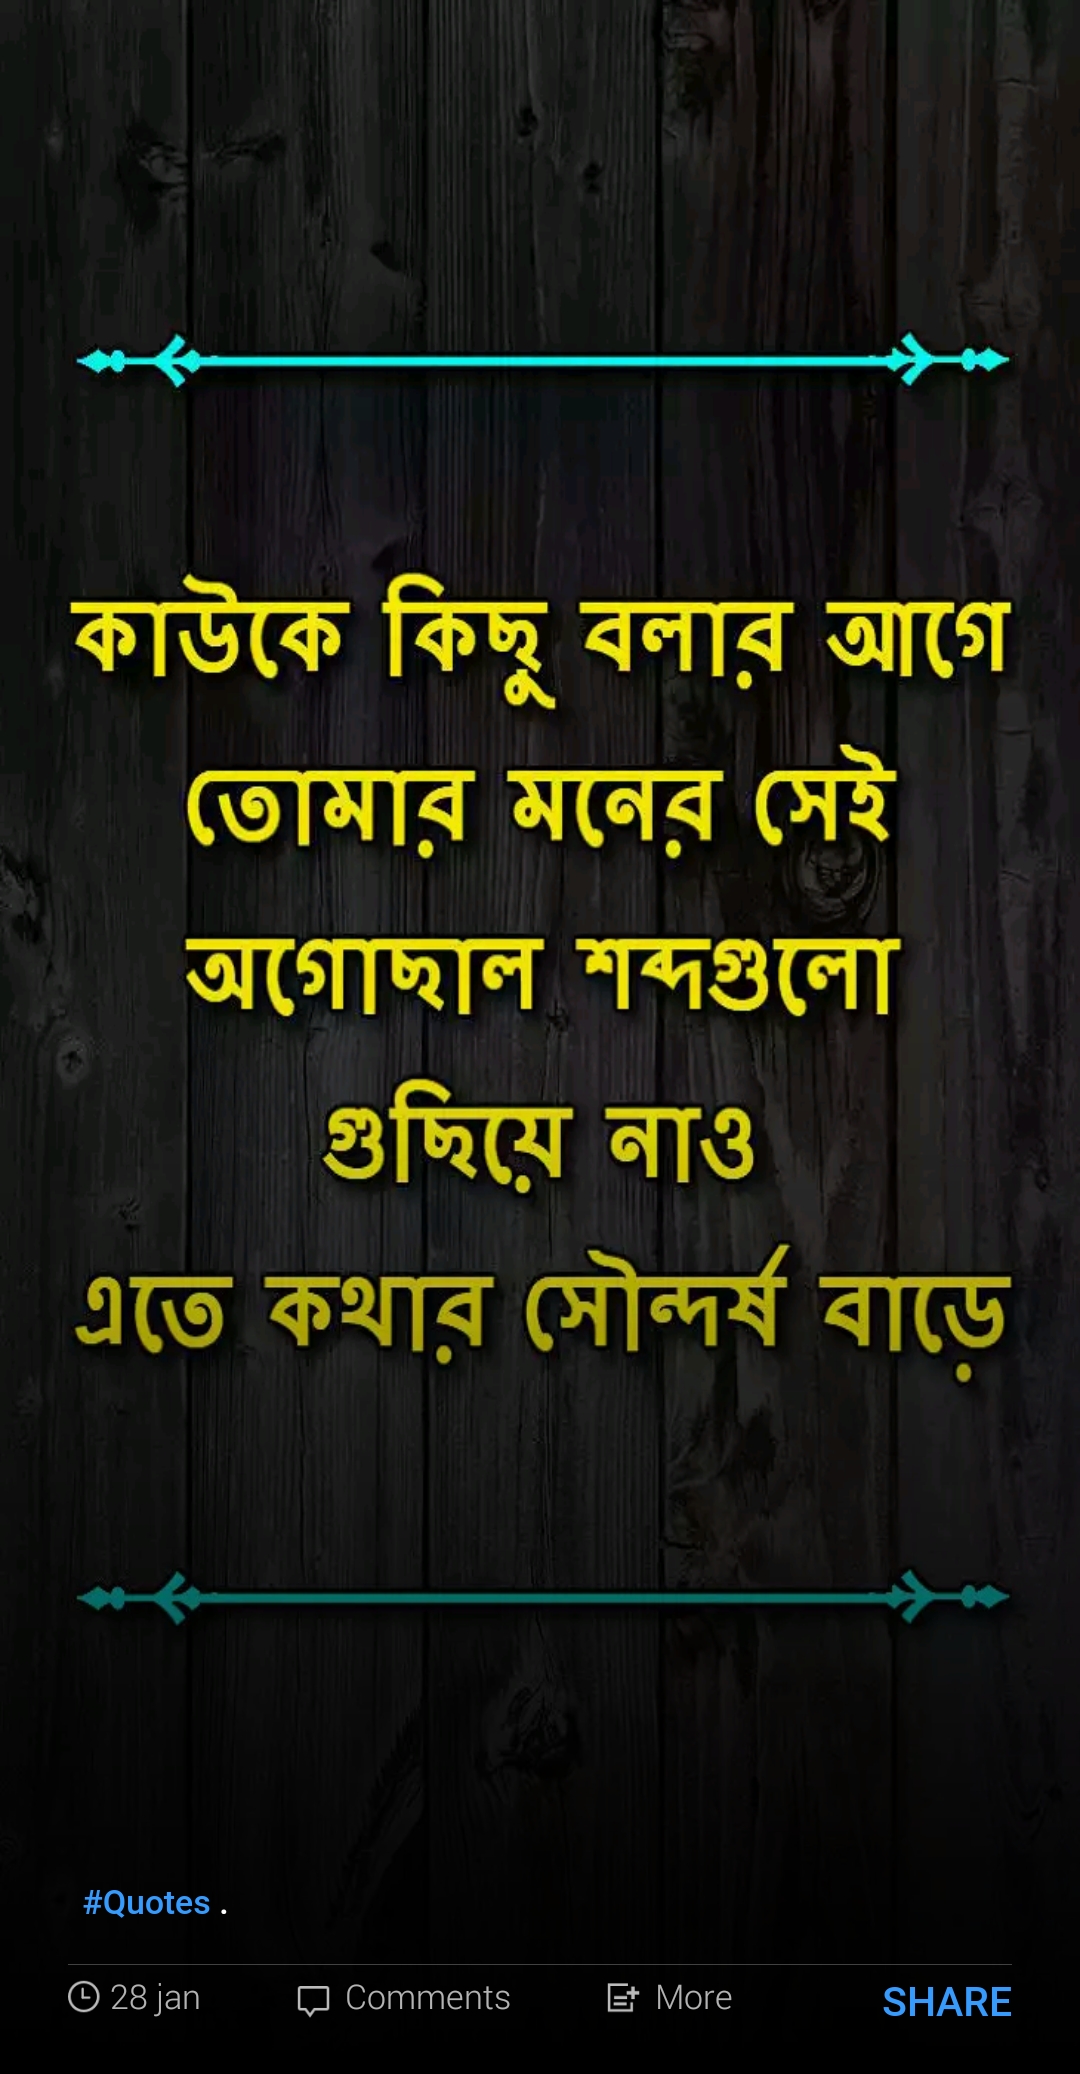 কাউকে কিছু বলার আগে
তোমার মনের সেই
অগোছাল শব্দগুলো
গুছিয়ে নাও
এতে কথার সৌন্দর্ষ বাড়ে
#Quotes .
28 jan Comments More SHARE